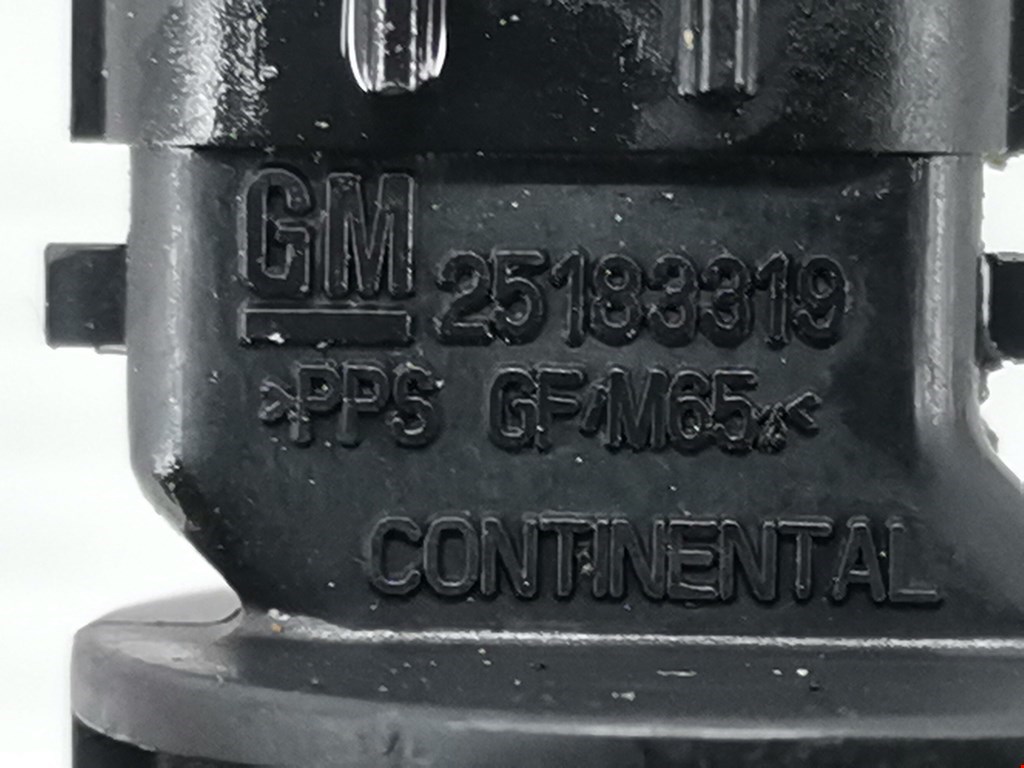 GM 25183319
>PPS GF/M65<
CONTINENTAL